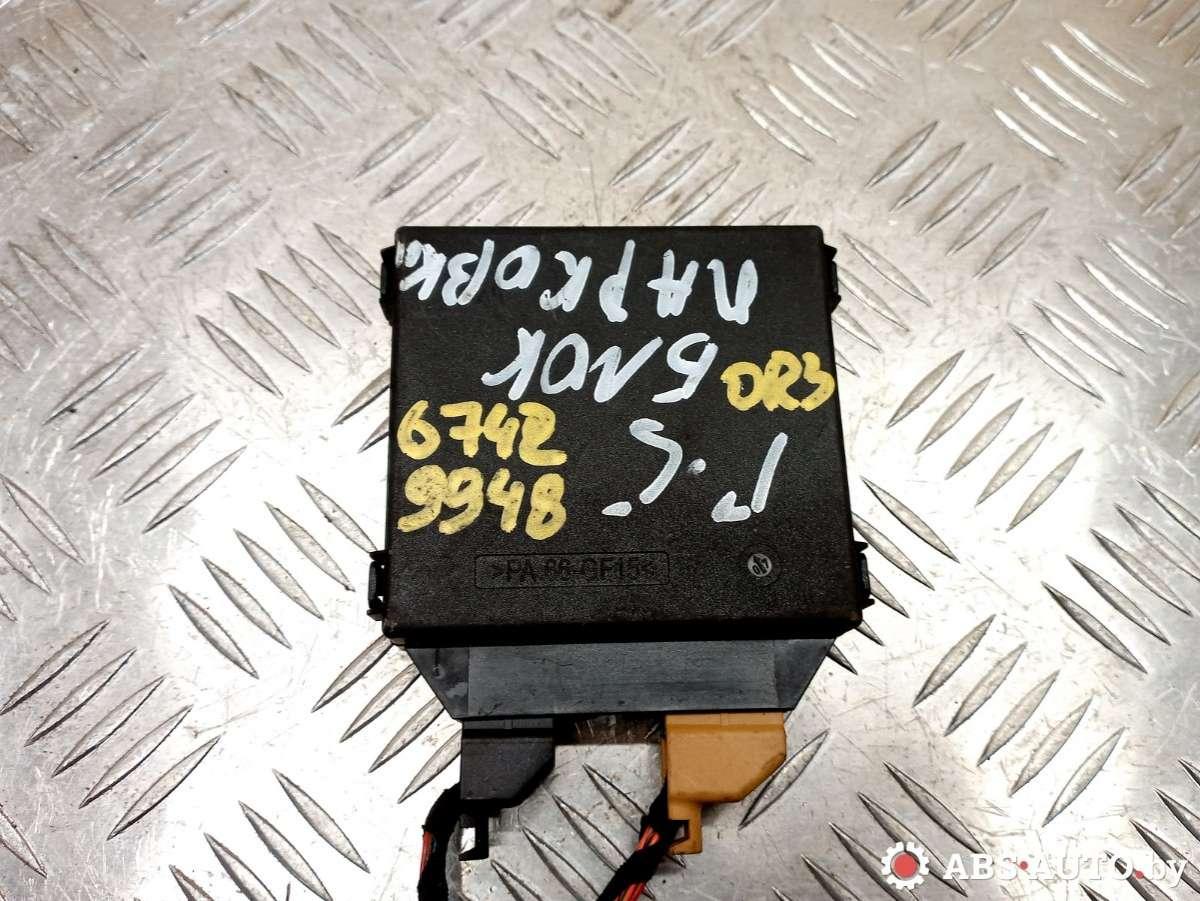 БЛОК
ПАРКОВК
DR3
6742
9948
>PA 66-GF15<
ABS-AUTO.by